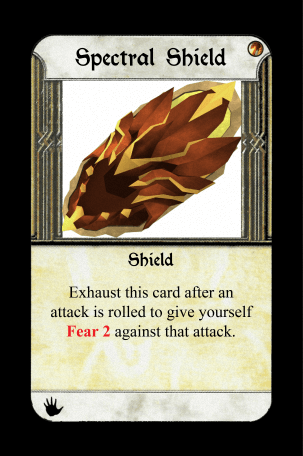 Spectral Shield
Shield
Exhaust this card after an
attack is rolled to give yourself
Fear 2 against that attack.